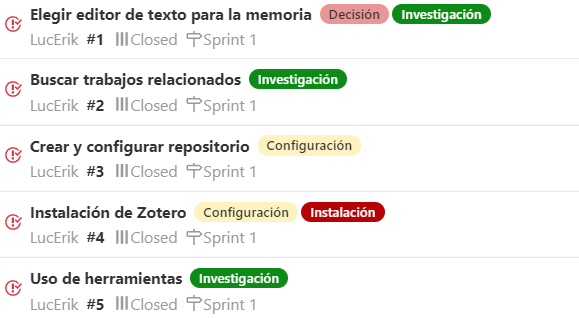 Elegir editor de texto para la memoria Decisión Investigación
LucErik #1 Closed Sprint 1
Buscar trabajos relacionados Investigación
LucErik #2 Closed Sprint 1
Crear y configurar repositorio Configuración
LucErik #3 Closed Sprint 1
Instalación de Zotero Configuración Instalación
LucErik #4 Closed Sprint 1
Uso de herramientas Investigación
LucErik #5 Closed Sprint 1